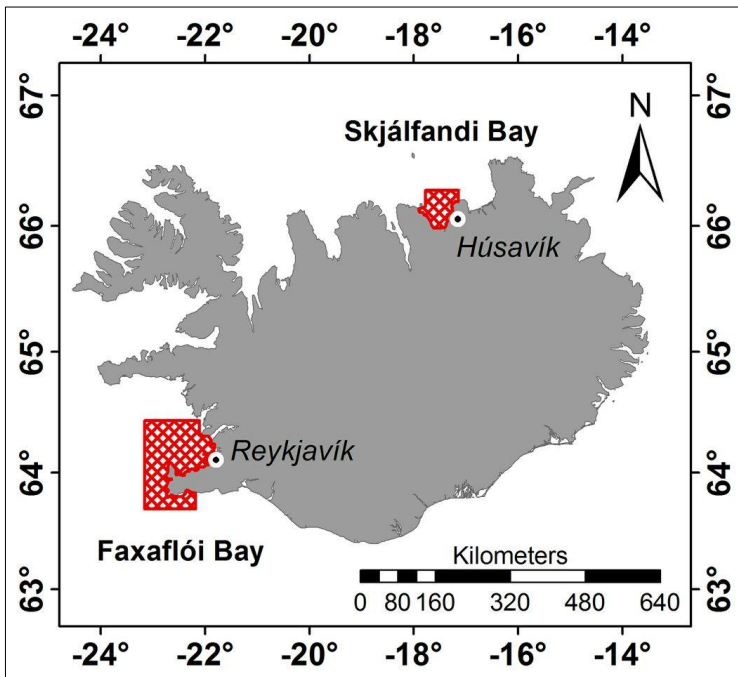 -24° -22° -20° -18° -16° -14°
67° 67°
N
Skjálfandi Bay
66° 66°
Húsavík
65° 65°
Reykjavík
64° 64°
Faxaflói Bay
Kilometers
0 80 160 320 480 640
63° 63°
-24° -22° -20° -18° -16° -14°